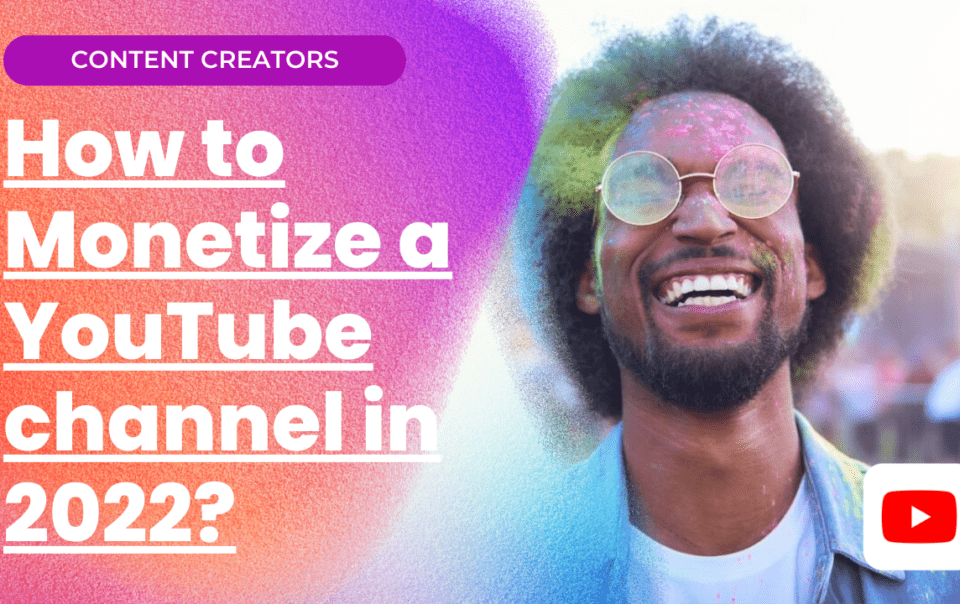 CONTENT CREATORS
How to
Monetize a
YouTube
channel in
2022?